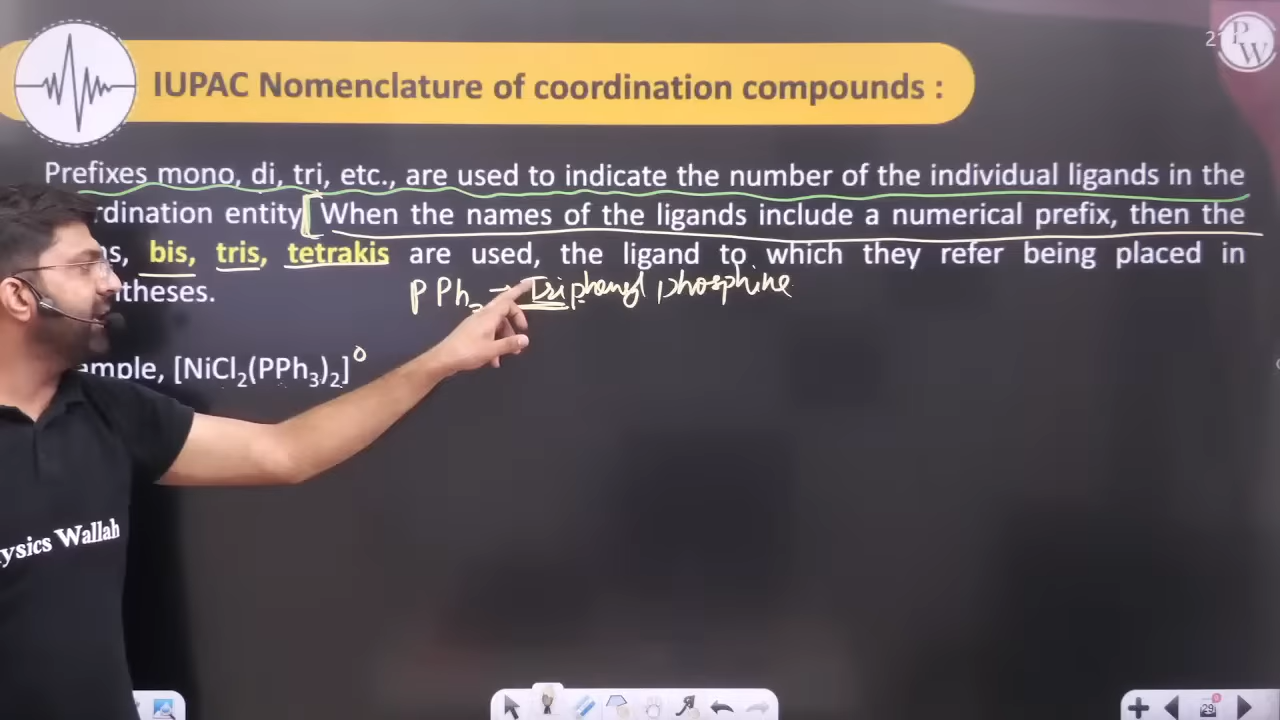 IUPAC Nomenclature of coordination compounds :
PW
Prefixes mono, di, tri, etc., are used to indicate the number of the individual ligands in the
rdination entity. When the names of the ligands include a numerical prefix, then the
s, bis, tris, tetrakis are used, the ligand to which they refer being placed in
theses.
PPh₃ → Triphenyl phosphine
ample, [NiCl₂(PPh₃)₂]⁰
ysics Wallah
29